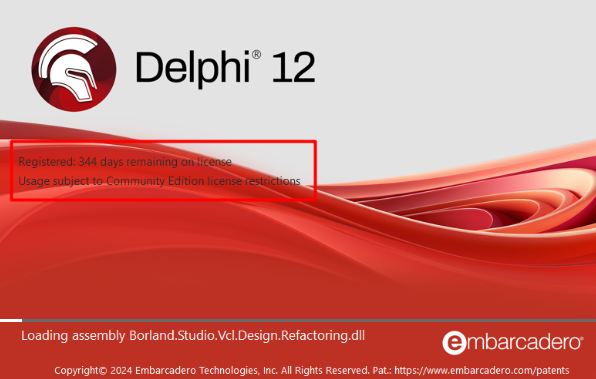 Delphi® 12
Registered: 344 days remaining on license
Usage subject to Community Edition license restrictions
Loading assembly Borland.Studio.Vcl.Design.Refactoring.dll
embarcadero®
Copyright© 2024 Embarcadero Technologies, Inc. All Rights Reserved. Pat.: https://www.embarcadero.com/patents